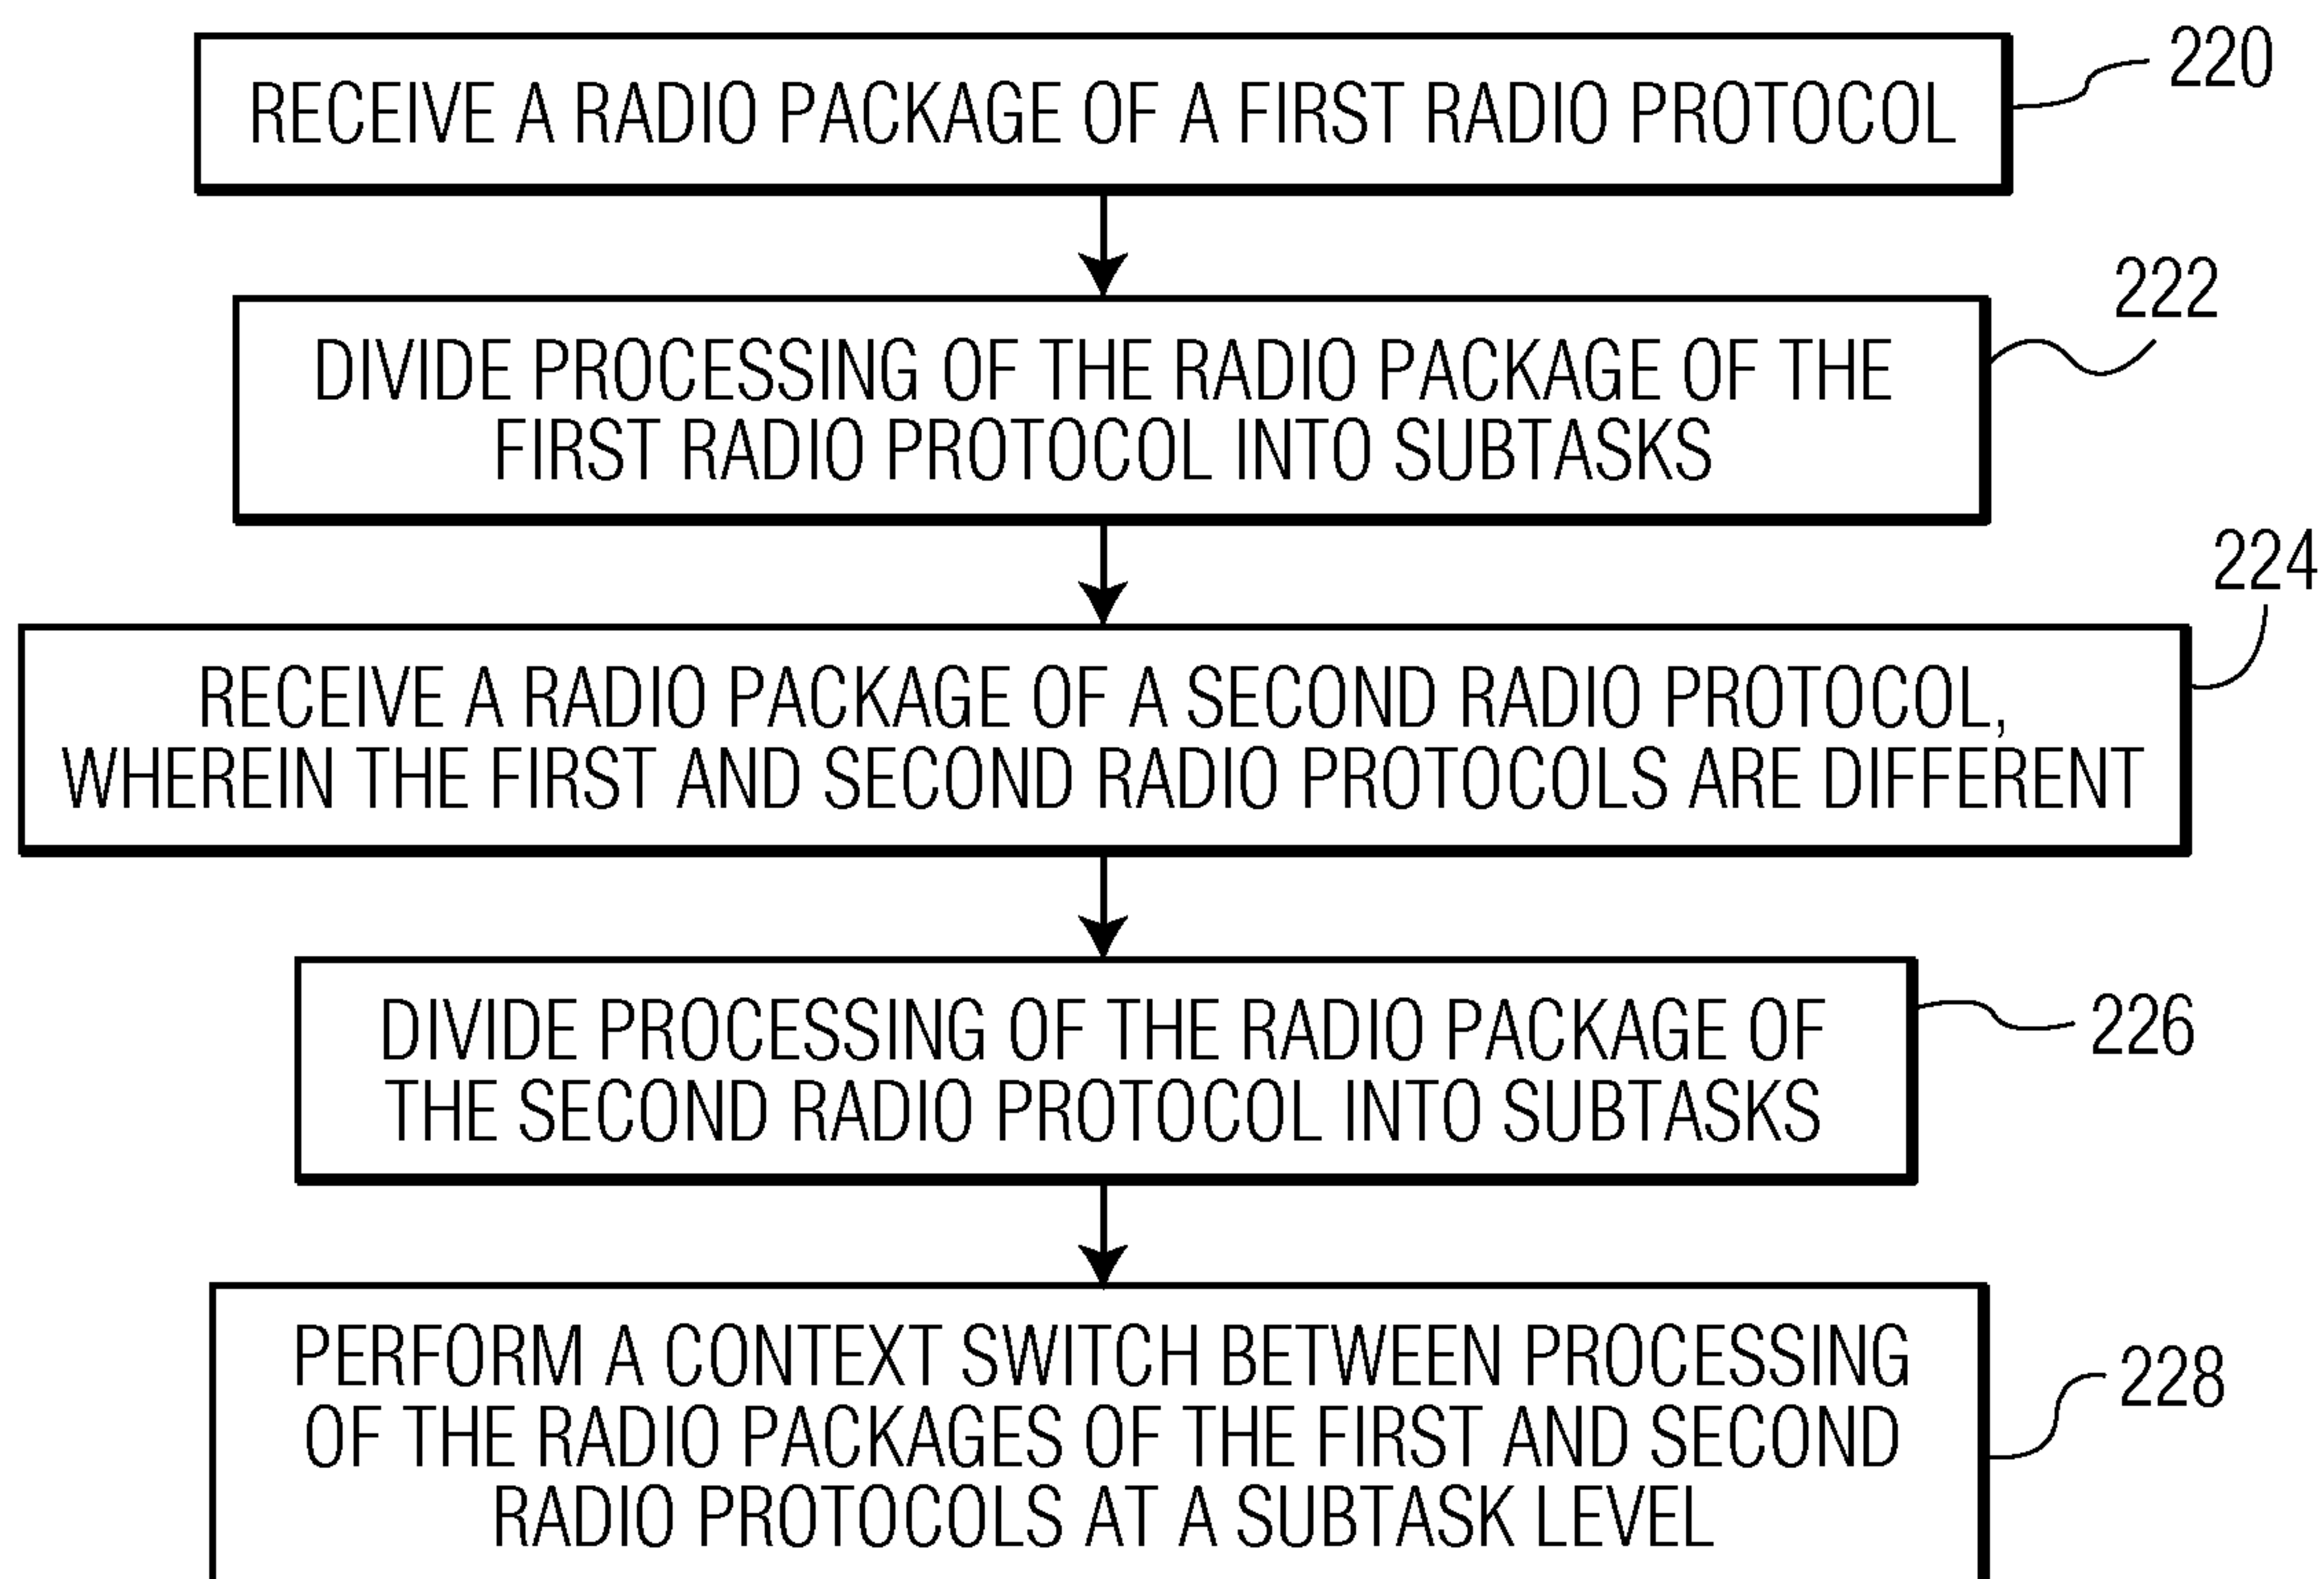 RECEIVE A RADIO PACKAGE OF A FIRST RADIO PROTOCOL
220
DIVIDE PROCESSING OF THE RADIO PACKAGE OF THE
FIRST RADIO PROTOCOL INTO SUBTASKS
222
RECEIVE A RADIO PACKAGE OF A SECOND RADIO PROTOCOL,
WHEREIN THE FIRST AND SECOND RADIO PROTOCOLS ARE DIFFERENT
224
DIVIDE PROCESSING OF THE RADIO PACKAGE OF
THE SECOND RADIO PROTOCOL INTO SUBTASKS
226
PERFORM A CONTEXT SWITCH BETWEEN PROCESSING
OF THE RADIO PACKAGES OF THE FIRST AND SECOND
RADIO PROTOCOLS AT A SUBTASK LEVEL
228